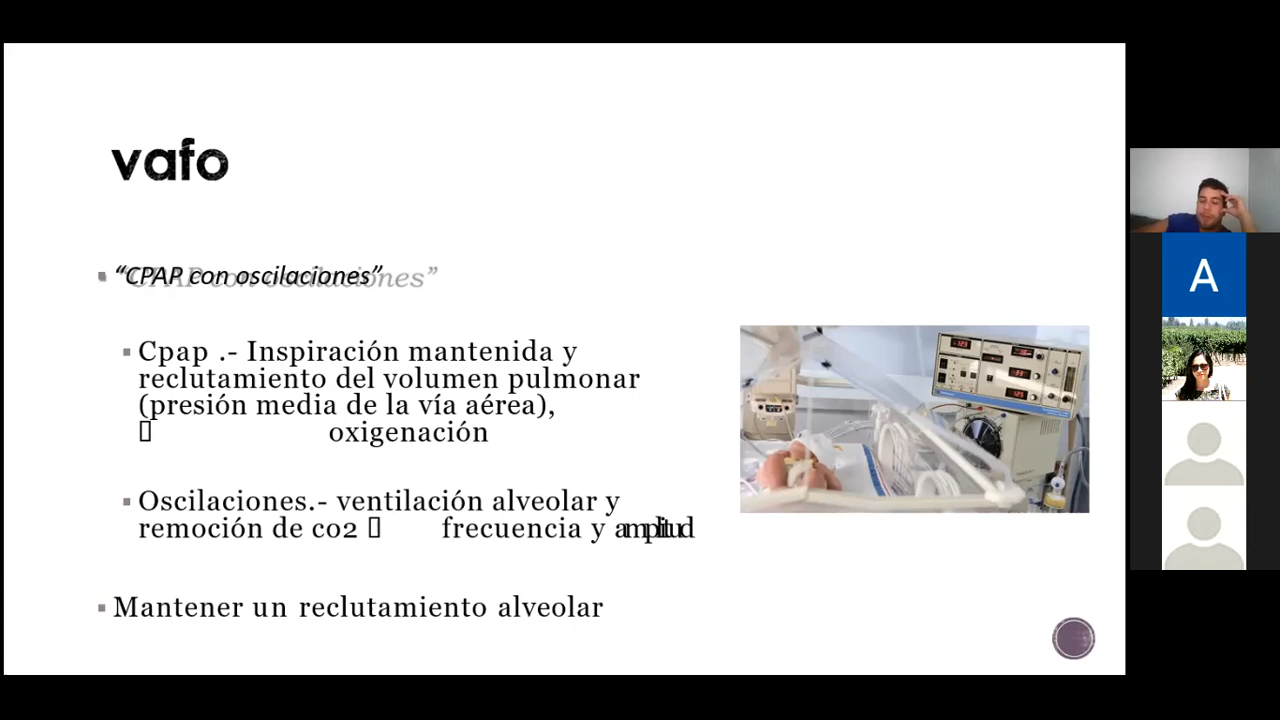 vafo
▪ “CPAP con oscilaciones”
▪ Cpap .- Inspiración mantenida y
reclutamiento del volumen pulmonar
(presión media de la vía aérea),
oxigenación
▪ Oscilaciones.- ventilación alveolar y
remoción de co2 frecuencia y amplitud
▪ Mantener un reclutamiento alveolar
A